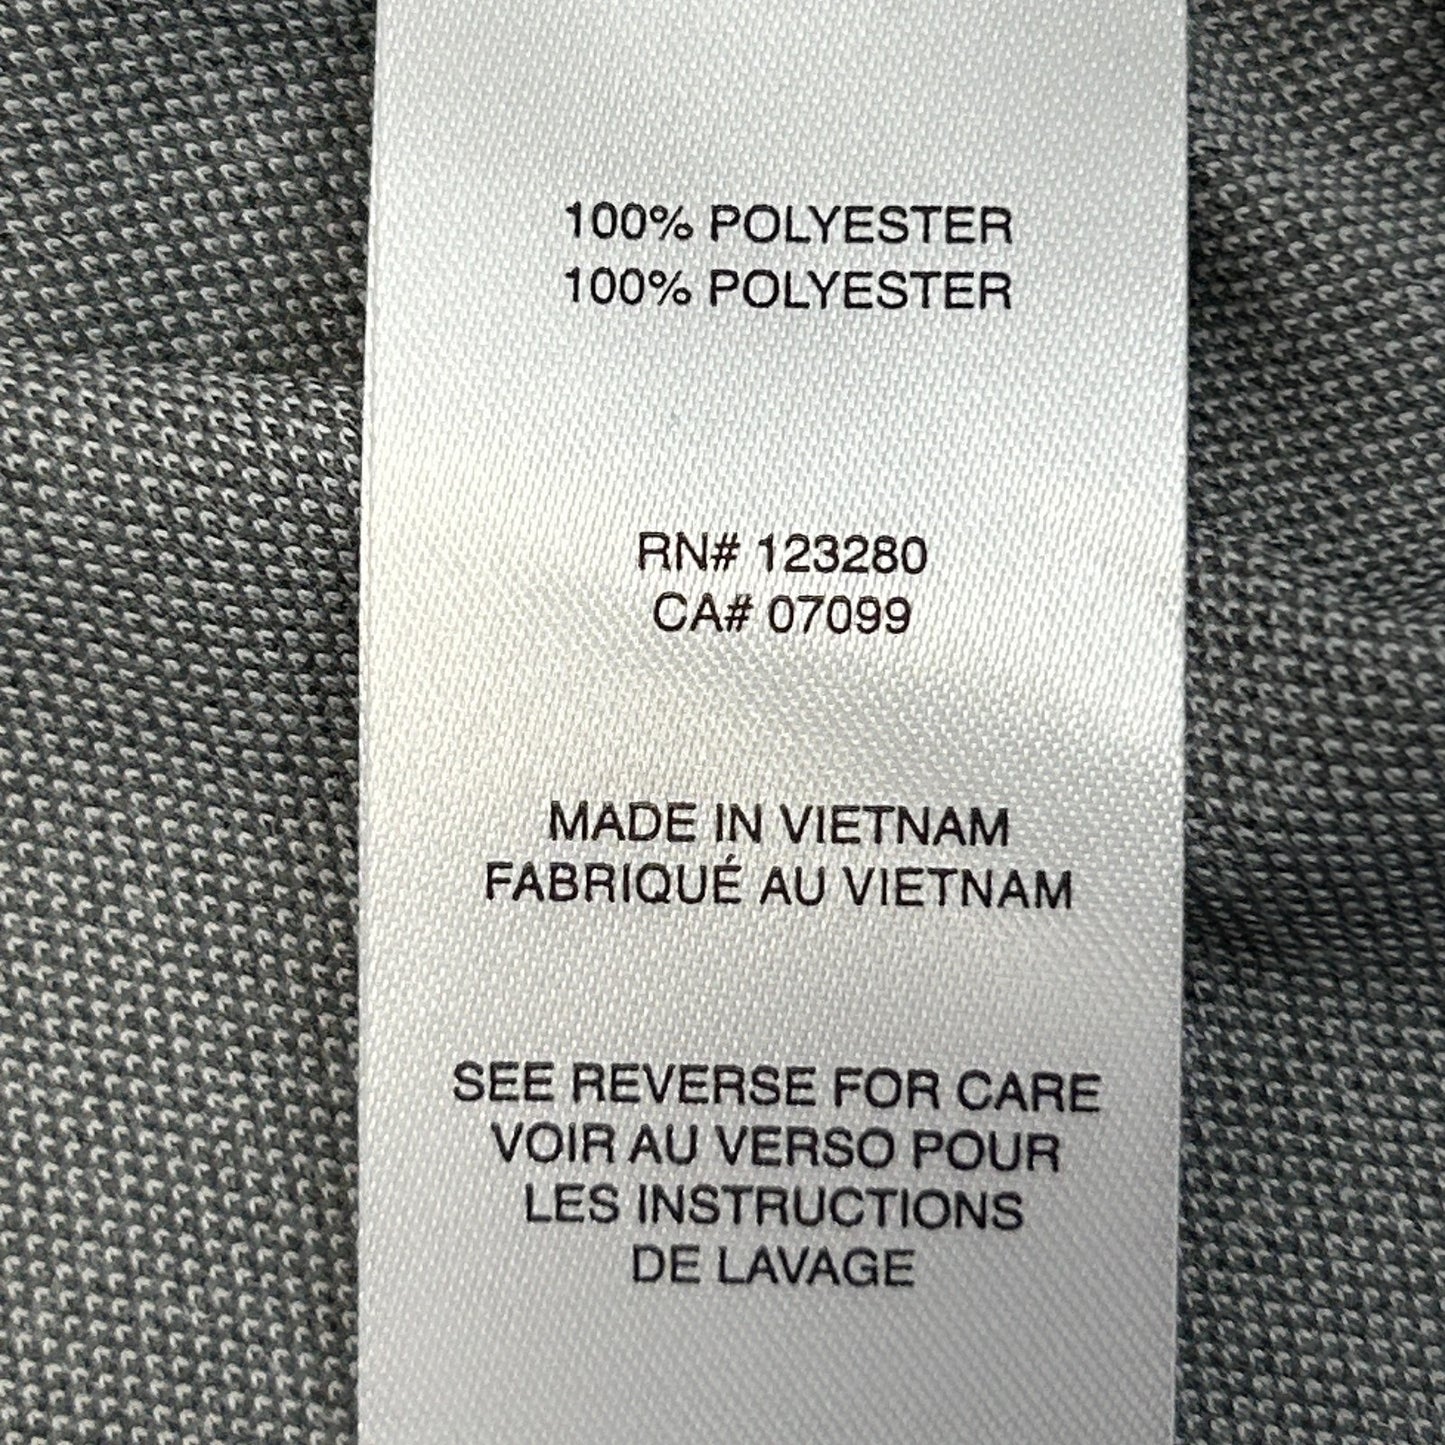 100% POLYESTER
100% POLYESTER
RN# 123280
CA# 07099
MADE IN VIETNAM
FABRIQUÉ AU VIETNAM
SEE REVERSE FOR CARE
VOIR AU VERSO POUR
LES INSTRUCTIONS
DE LAVAGE